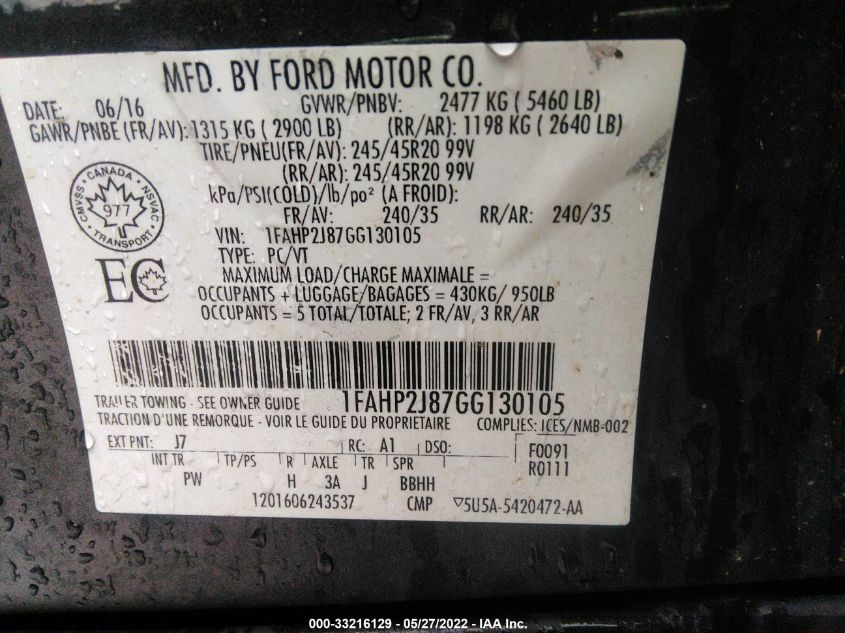 MFD. BY FORD MOTOR CO.
DATE: 06/16 GVWR/PNBV: 2477 KG ( 5460 LB)
GAWR/PNBE (FR/AV): 1315 KG ( 2900 LB) (RR/AR): 1198 KG ( 2640 LB)
TIRE/PNEU(FR/AV): 245/45R20 99V
(RR/AR): 245/45R20 99V
kPa/PSI(COLD)/lb/po² (A FROID):
FR/AV: 240/35 RR/AR: 240/35
CANADA CMVSS NSVAC 977 TRANSPORT
VIN: 1FAHP2J87GG130105
TYPE: PC/VT
EC
MAXIMUM LOAD/CHARGE MAXIMALE =
OCCUPANTS + LUGGAGE/BAGAGES = 430KG/ 950LB
OCCUPANTS = 5 TOTAL/TOTALE; 2 FR/AV, 3 RR/AR
TRAILER TOWING - SEE OWNER GUIDE 1FAHP2J87GG130105
TRACTION D'UNE REMORQUE - VOIR LE GUIDE DU PROPRIETAIRE COMPLIES: ICES/NMB-002
EXT PNT: J7 RC: A1 DSO: F0091
INT TR TP/PS R AXLE TR SPR R0111
PW H 3A J BBHH
1201606243537 CMP ▽5U5A-5420472-AA
000-33216129 - 05/27/2022 - IAA Inc.